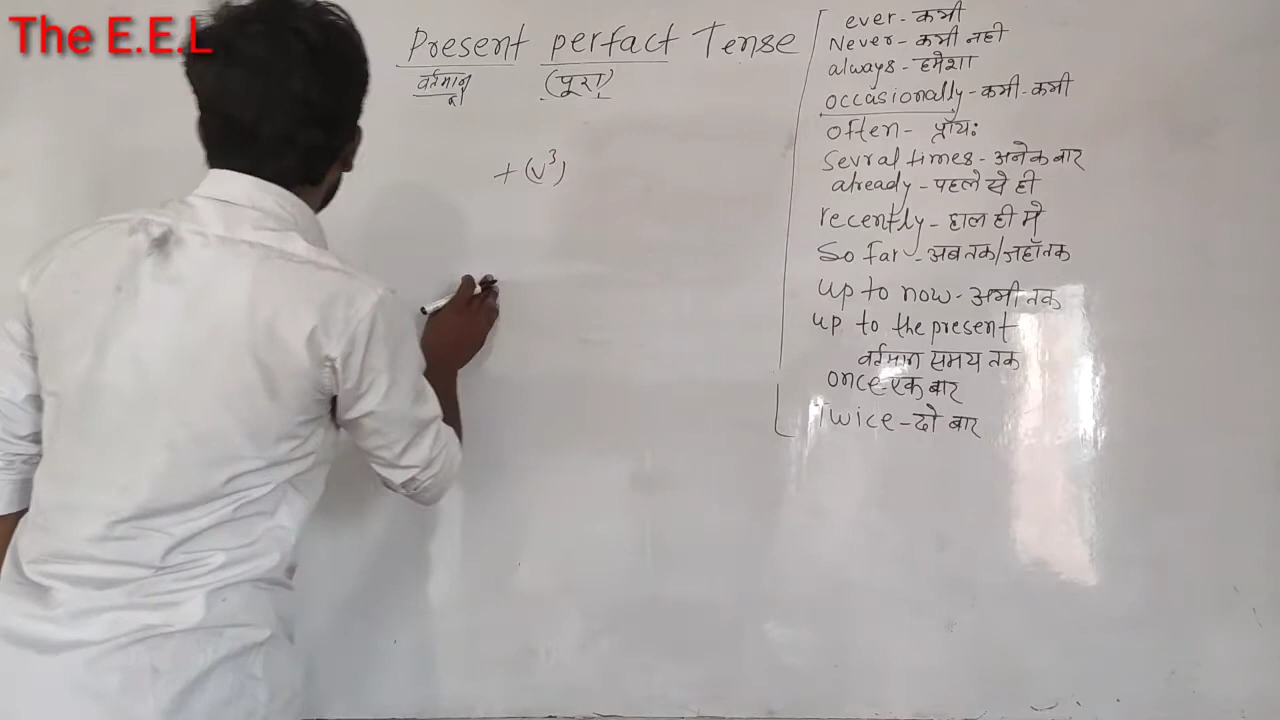 The E.E.L
Present perfact Tense
वर्तमान (पूरा)
+ (v³)
ever - कभी
Never - कभी नही
always - हमेशा
occasionally - कभी-कभी
often - प्रॉय:
Sevral times - अनेक बार
already - पहले से ही
recently - हाल ही मे
So far - अब तक/जहॉ तक
up to now - अभी तक
up to the present
वर्तमान समय तक
once - एक बार
Twice - दो बार